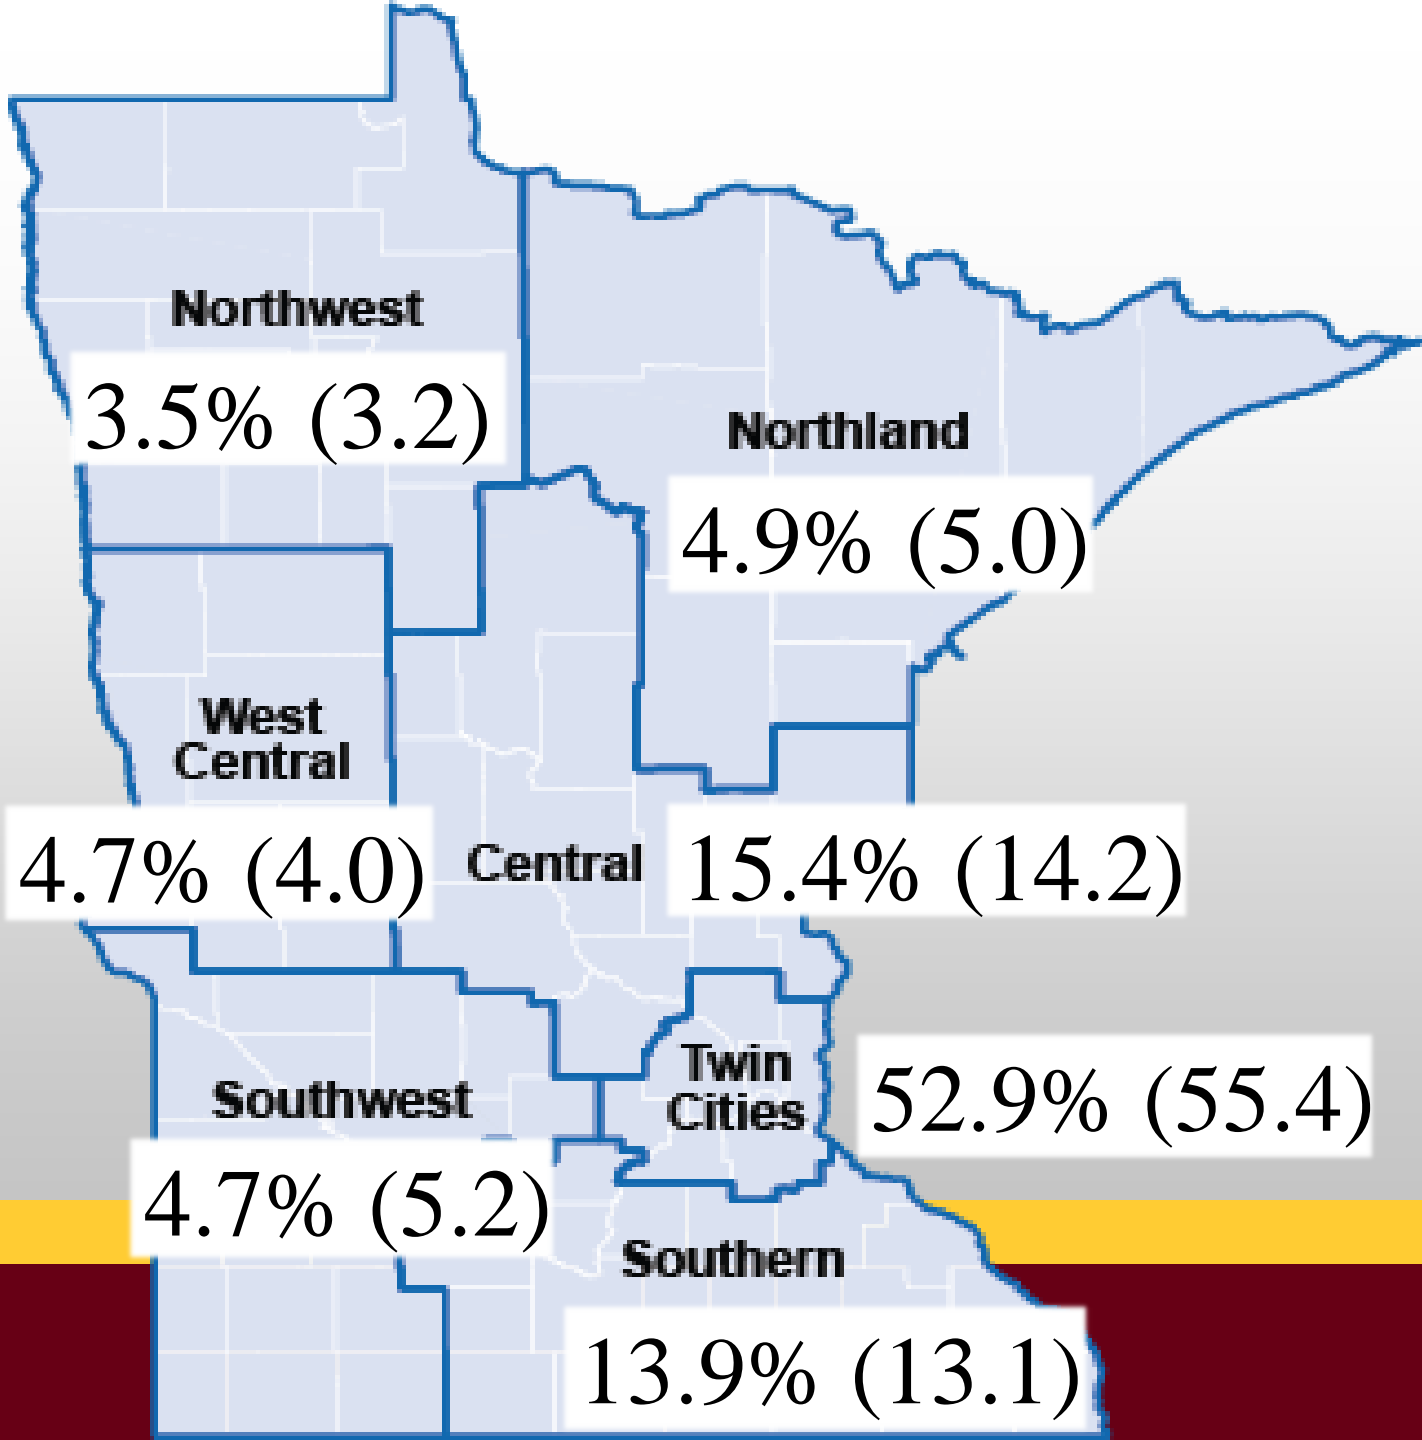 Northwest
3.5% (3.2)
Northland
4.9% (5.0)
West
Central
4.7% (4.0)
Central
15.4% (14.2)
Twin
Cities
52.9% (55.4)
Southwest
4.7% (5.2)
Southern
13.9% (13.1)